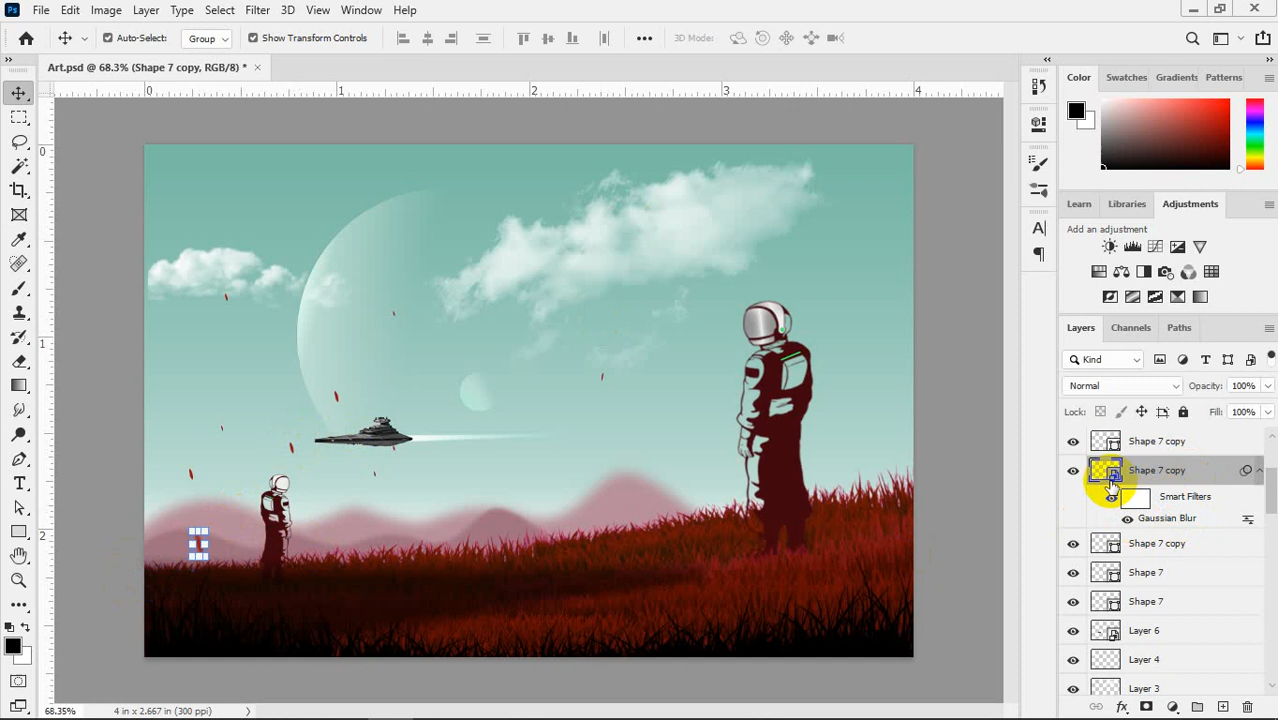 Ps File Edit Image Layer Type Select Filter 3D View Window Help
Auto-Select: Group Show Transform Controls 3D Mode:
Art.psd @ 68.3% (Shape 7 copy, RGB/8) *
0 1 2 3 4
0
1
2
Color Swatches Gradients Patterns
Learn Libraries Adjustments
Add an adjustment
Layers Channels Paths
Kind
Normal Opacity: 100%
Lock: Fill: 100%
Shape 7 copy
Shape 7 copy
Smart Filters
Gaussian Blur
Shape 7 copy
Shape 7
Shape 7
Layer 6
Layer 4
Layer 3
68.35% 4 in x 2.667 in (300 ppi)